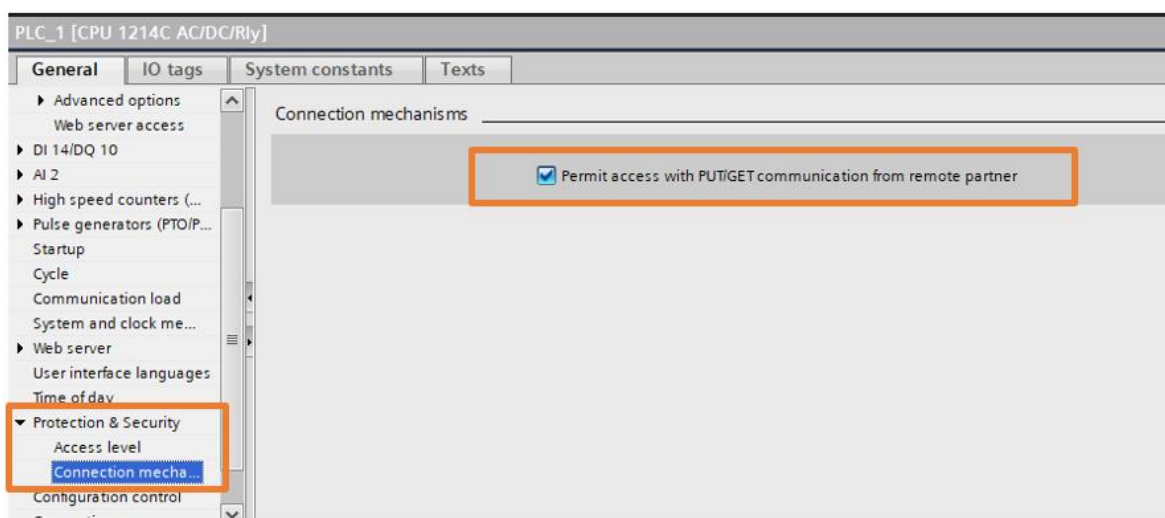 PLC_1 [CPU 1214C AC/DC/Rly]
General
IO tags
System constants
Texts
Advanced options
Web server access
DI 14/DQ 10
AI 2
High speed counters (...
Pulse generators (PTO/P...
Startup
Cycle
Communication load
System and clock me...
Web server
User interface languages
Time of day
Protection & Security
Access level
Connection mecha...
Configuration control
Connection mechanisms
Permit access with PUT/GET communication from remote partner